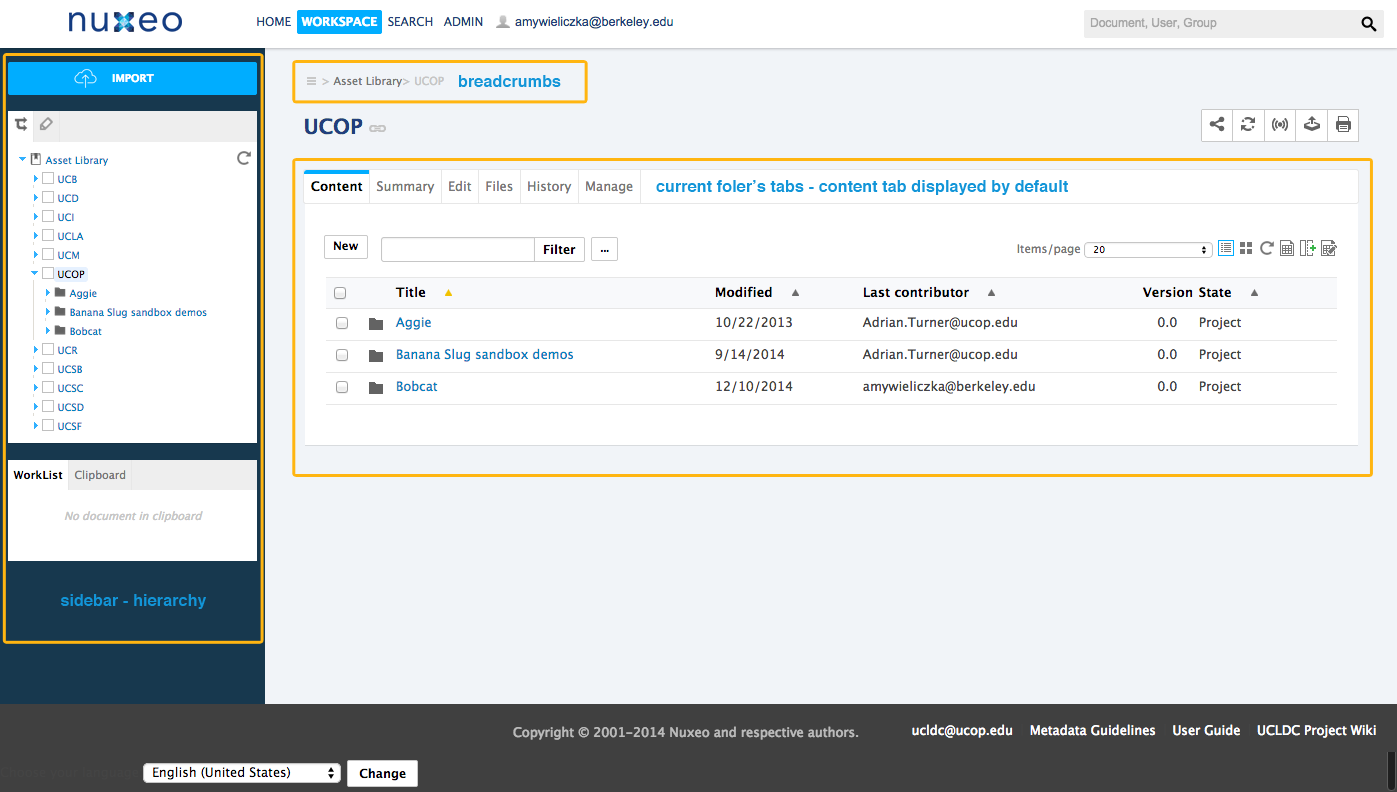 nuxeo
HOME WORKSPACE SEARCH ADMIN amywieliczka@berkeley.edu Document, User, Group
IMPORT
> Asset Library> UCOP breadcrumbs
UCOP
Asset Library
UCB
UCD
UCI
UCLA
UCM
UCOP
Aggie
Banana Slug sandbox demos
Bobcat
UCR
UCSB
UCSC
UCSD
UCSF
WorkList Clipboard
No document in clipboard
sidebar - hierarchy
Content Summary Edit Files History Manage current foler's tabs - content tab displayed by default
New Filter ... Items/page 20
Title Modified Last contributor Version State
Aggie 10/22/2013 Adrian.Turner@ucop.edu 0.0 Project
Banana Slug sandbox demos 9/14/2014 Adrian.Turner@ucop.edu 0.0 Project
Bobcat 12/10/2014 amywieliczka@berkeley.edu 0.0 Project
Copyright © 2001-2014 Nuxeo and respective authors. ucldc@ucop.edu Metadata Guidelines User Guide UCLDC Project Wiki
English (United States) Change